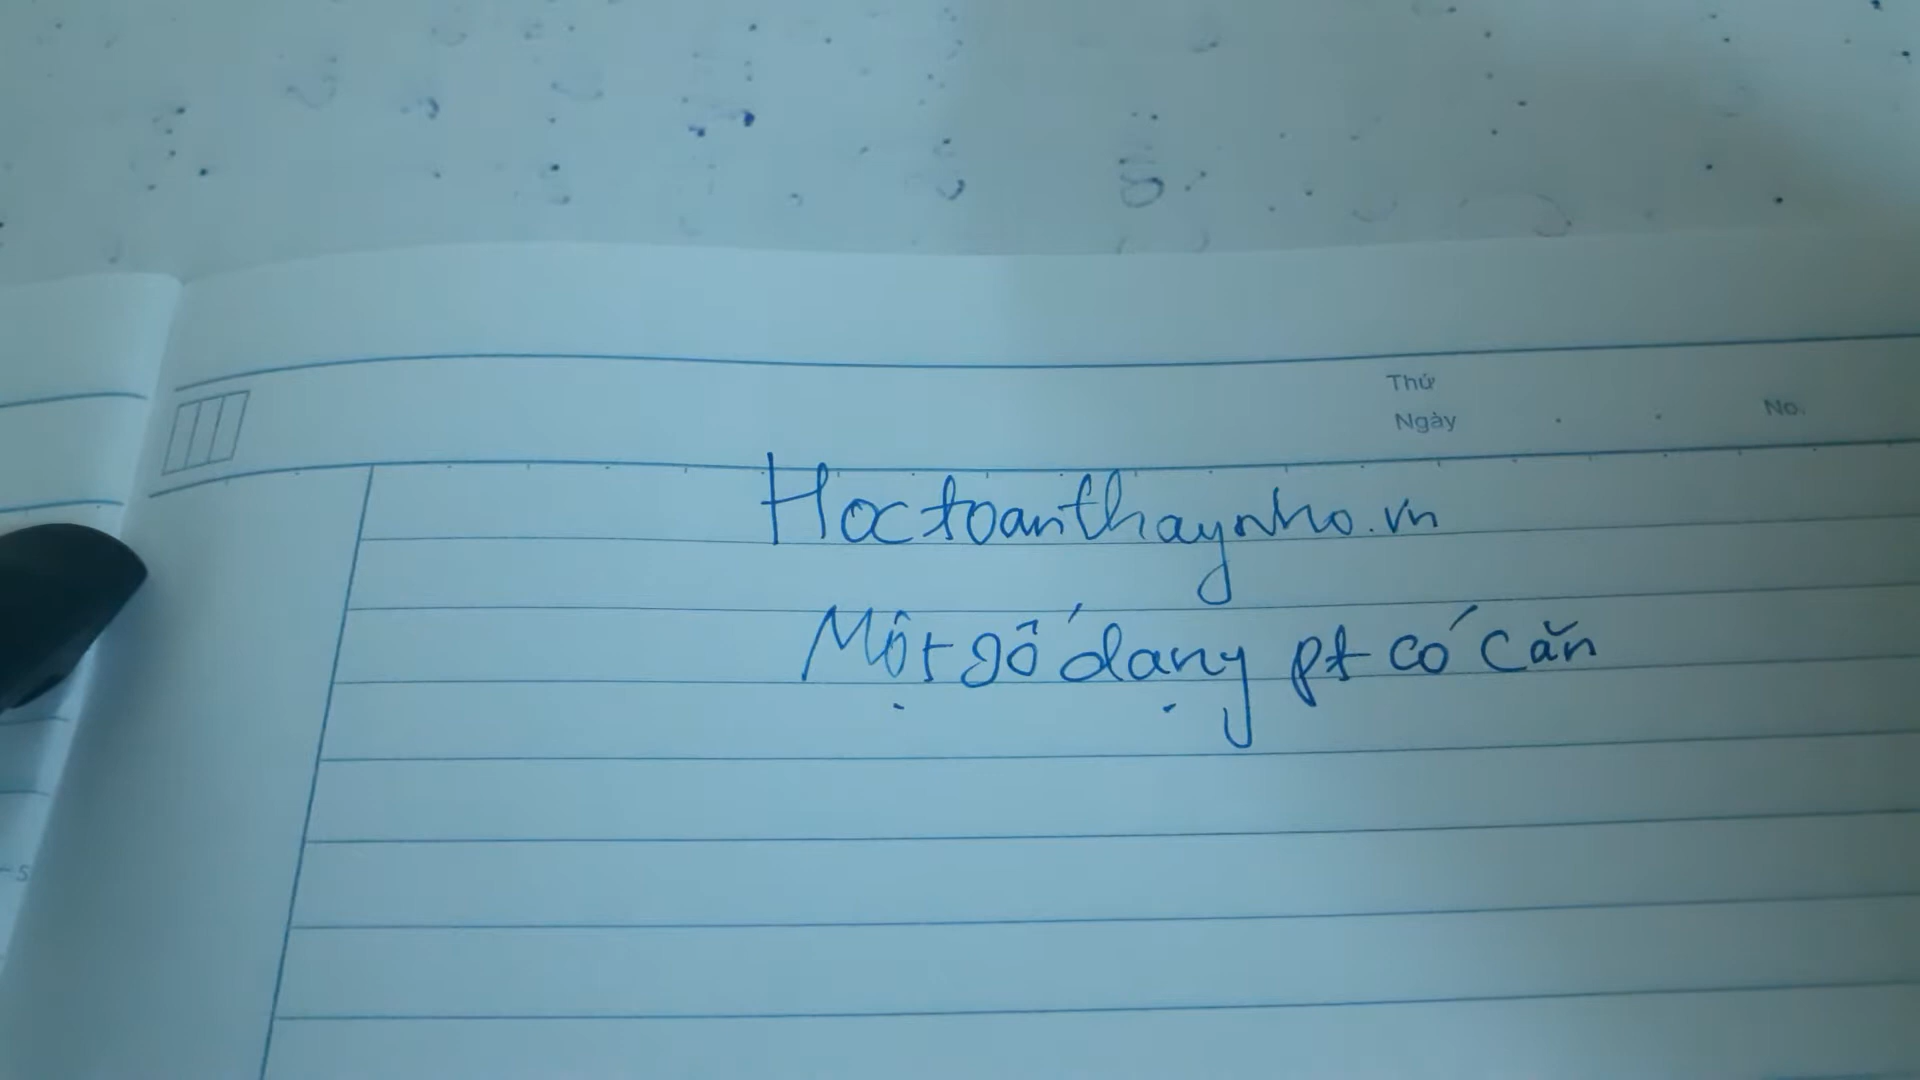 Thứ
Ngày
No.
Hoctoanthaynho.vn
Một số dạng pt có căn